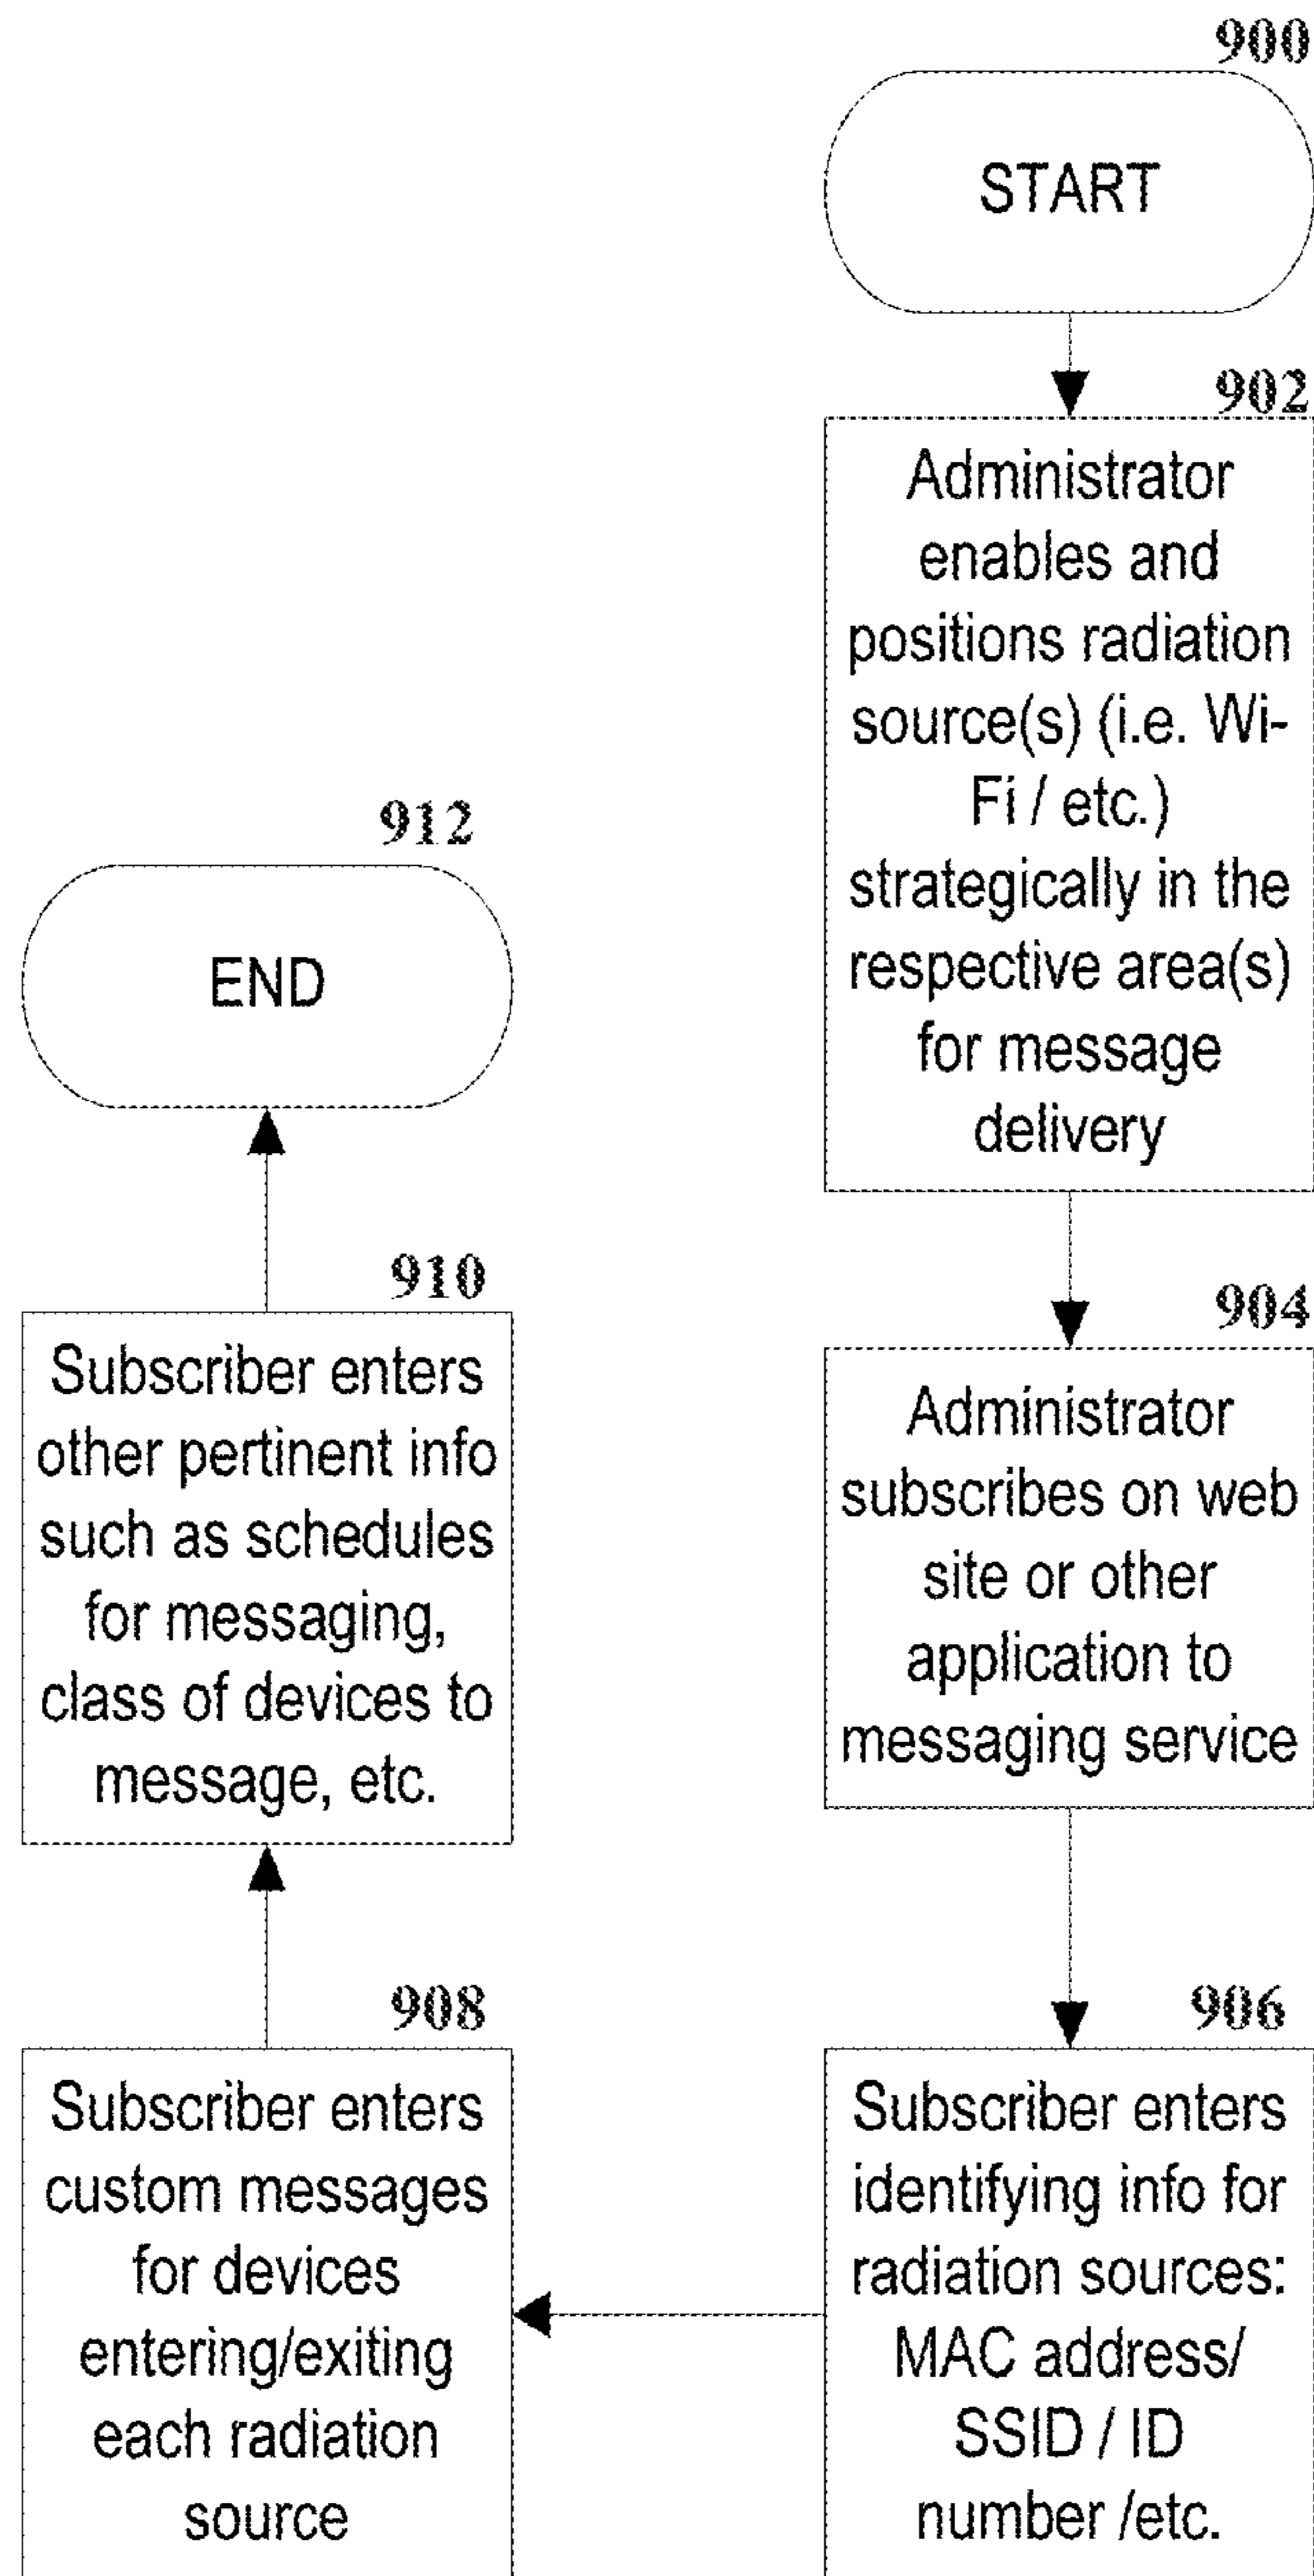 900
START
902
Administrator
enables and
positions radiation
source(s) (i.e. Wi-
Fi / etc.)
strategically in the
respective area(s)
for message
delivery
904
Administrator
subscribes on web
site or other
application to
messaging service
906
Subscriber enters
identifying info for
radiation sources:
MAC address/
SSID / ID
number /etc.
908
Subscriber enters
custom messages
for devices
entering/exiting
each radiation
source
910
Subscriber enters
other pertinent info
such as schedules
for messaging,
class of devices to
message, etc.
912
END